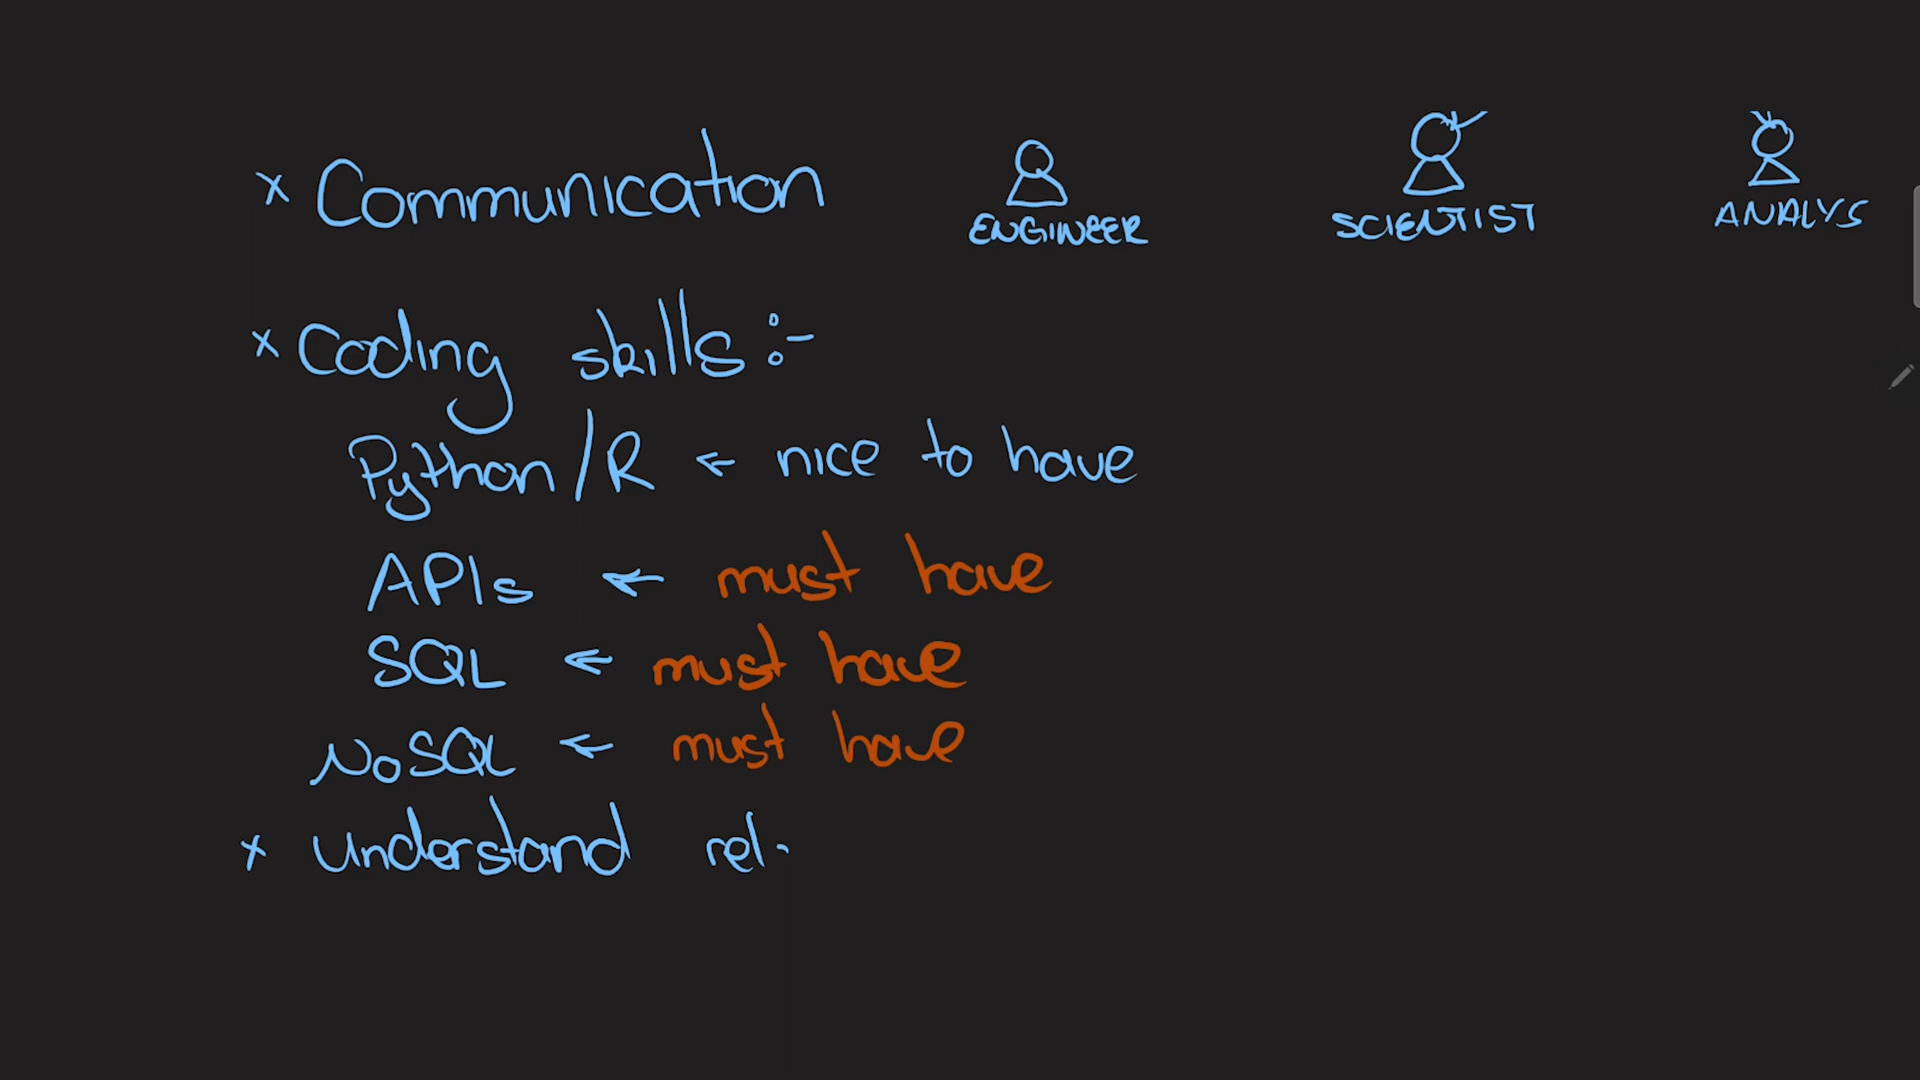 × Communication
ENGINEER
SCIENTIST
ANALYS
× Coding skills :-
Python/R ← nice to have
APIs ← must have
SQL ← must have
NoSQL ← must have
× Understand rel